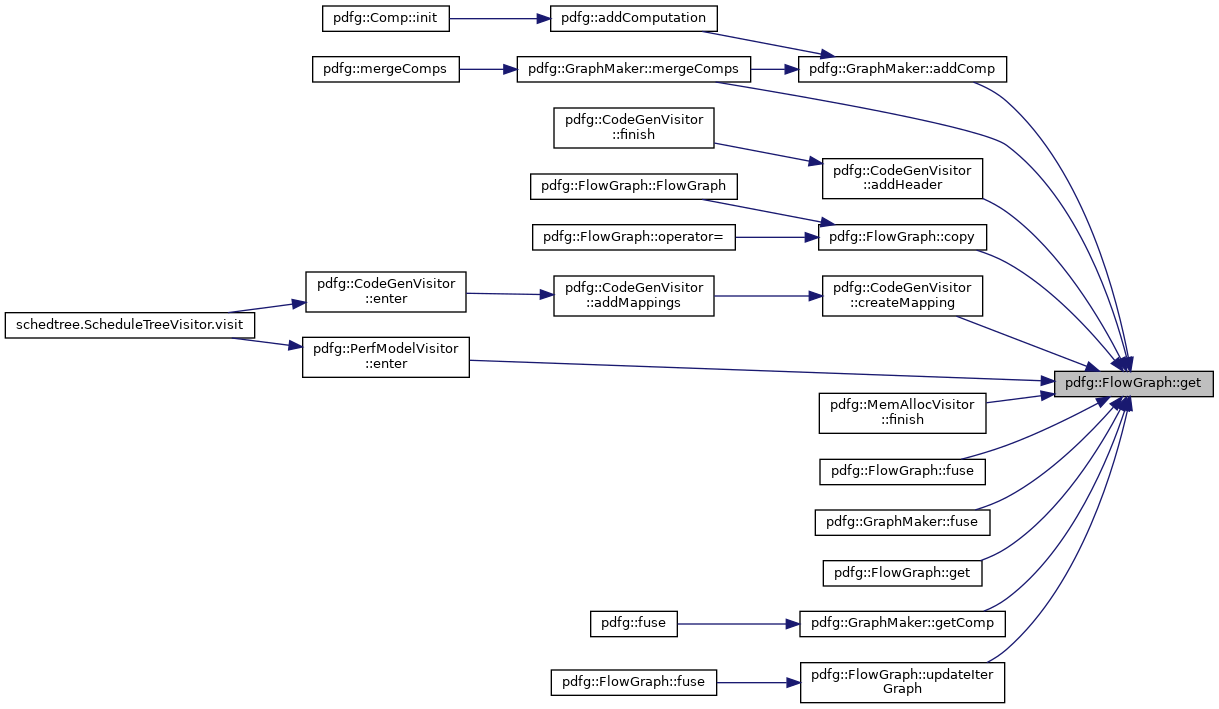 pdfg::Comp::init
pdfg::addComputation
pdfg::mergeComps
pdfg::GraphMaker::mergeComps
pdfg::GraphMaker::addComp
pdfg::CodeGenVisitor
::finish
pdfg::CodeGenVisitor
::addHeader
pdfg::FlowGraph::FlowGraph
pdfg::FlowGraph::operator=
pdfg::FlowGraph::copy
pdfg::CodeGenVisitor
::enter
pdfg::CodeGenVisitor
::addMappings
pdfg::CodeGenVisitor
::createMapping
schedtree.ScheduleTreeVisitor.visit
pdfg::PerfModelVisitor
::enter
pdfg::FlowGraph::get
pdfg::MemAllocVisitor
::finish
pdfg::FlowGraph::fuse
pdfg::GraphMaker::fuse
pdfg::FlowGraph::get
pdfg::fuse
pdfg::GraphMaker::getComp
pdfg::FlowGraph::fuse
pdfg::FlowGraph::updateIter
Graph